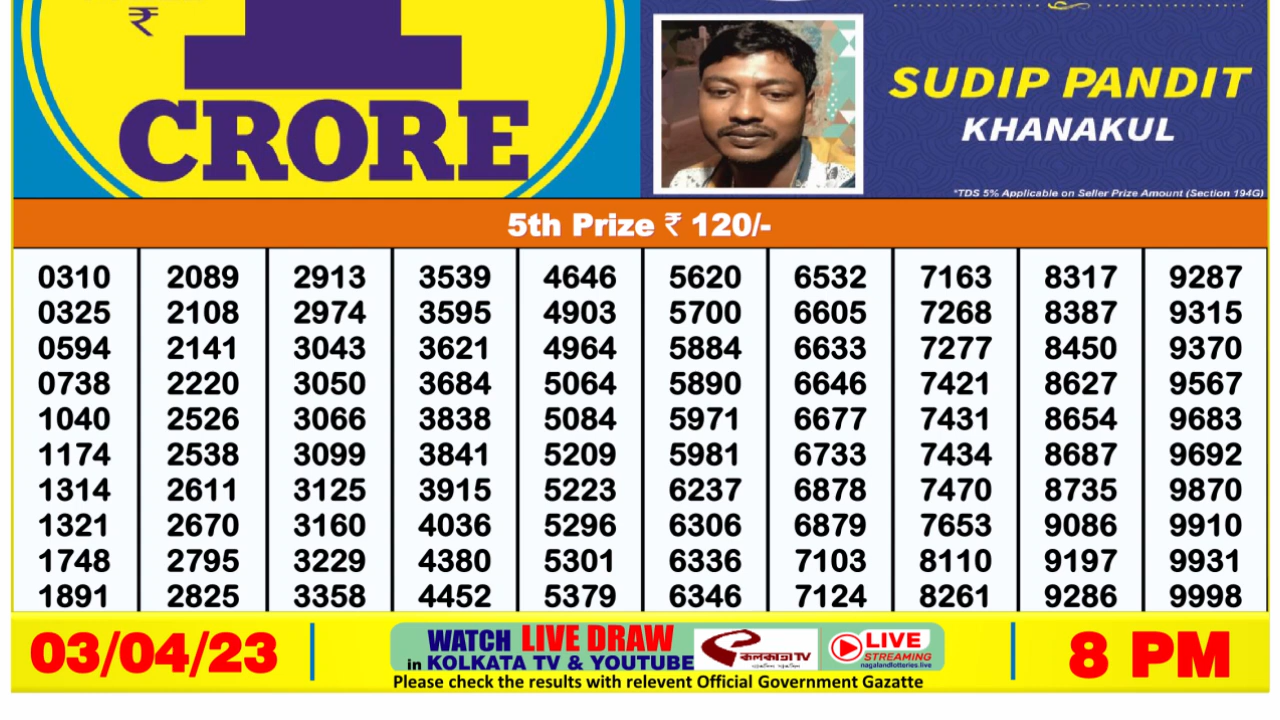 ₹
1
CRORE
SUDIP PANDIT
KHANAKUL
*TDS 5% Applicable on Seller Prize Amount (Section 194G)
5th Prize ₹ 120/-
0310 2089 2913 3539 4646 5620 6532 7163 8317 9287
0325 2108 2974 3595 4903 5700 6605 7268 8387 9315
0594 2141 3043 3621 4964 5884 6633 7277 8450 9370
0738 2220 3050 3684 5064 5890 6646 7421 8627 9567
1040 2526 3066 3838 5084 5971 6677 7431 8654 9683
1174 2538 3099 3841 5209 5981 6733 7434 8687 9692
1314 2611 3125 3915 5223 6237 6878 7470 8735 9870
1321 2670 3160 4036 5296 6306 6879 7653 9086 9910
1748 2795 3229 4380 5301 6336 7103 8110 9197 9931
1891 2825 3358 4452 5379 6346 7124 8261 9286 9998
03/04/23
WATCH LIVE DRAW
in KOLKATA TV & YOUTUBE
কলকাতা TV
LIVE
STREAMING
nagalandlotteries.live
8 PM
Please check the results with relevent Official Government Gazatte